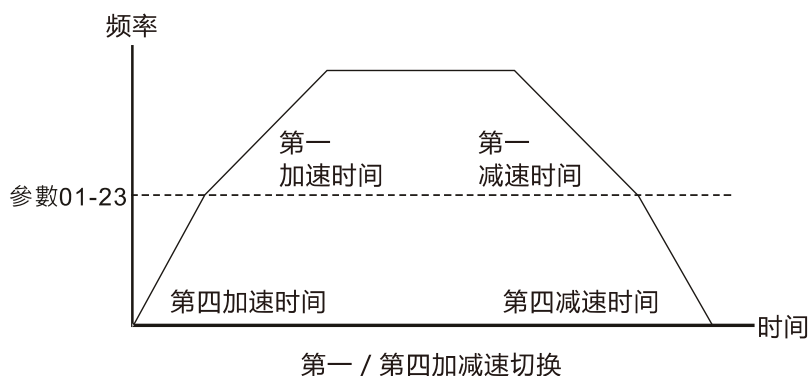 频率
第一
加速时间
第一
减速时间
參數01-23
第四加速时间
第四减速时间
时间
第一 / 第四加减速切换